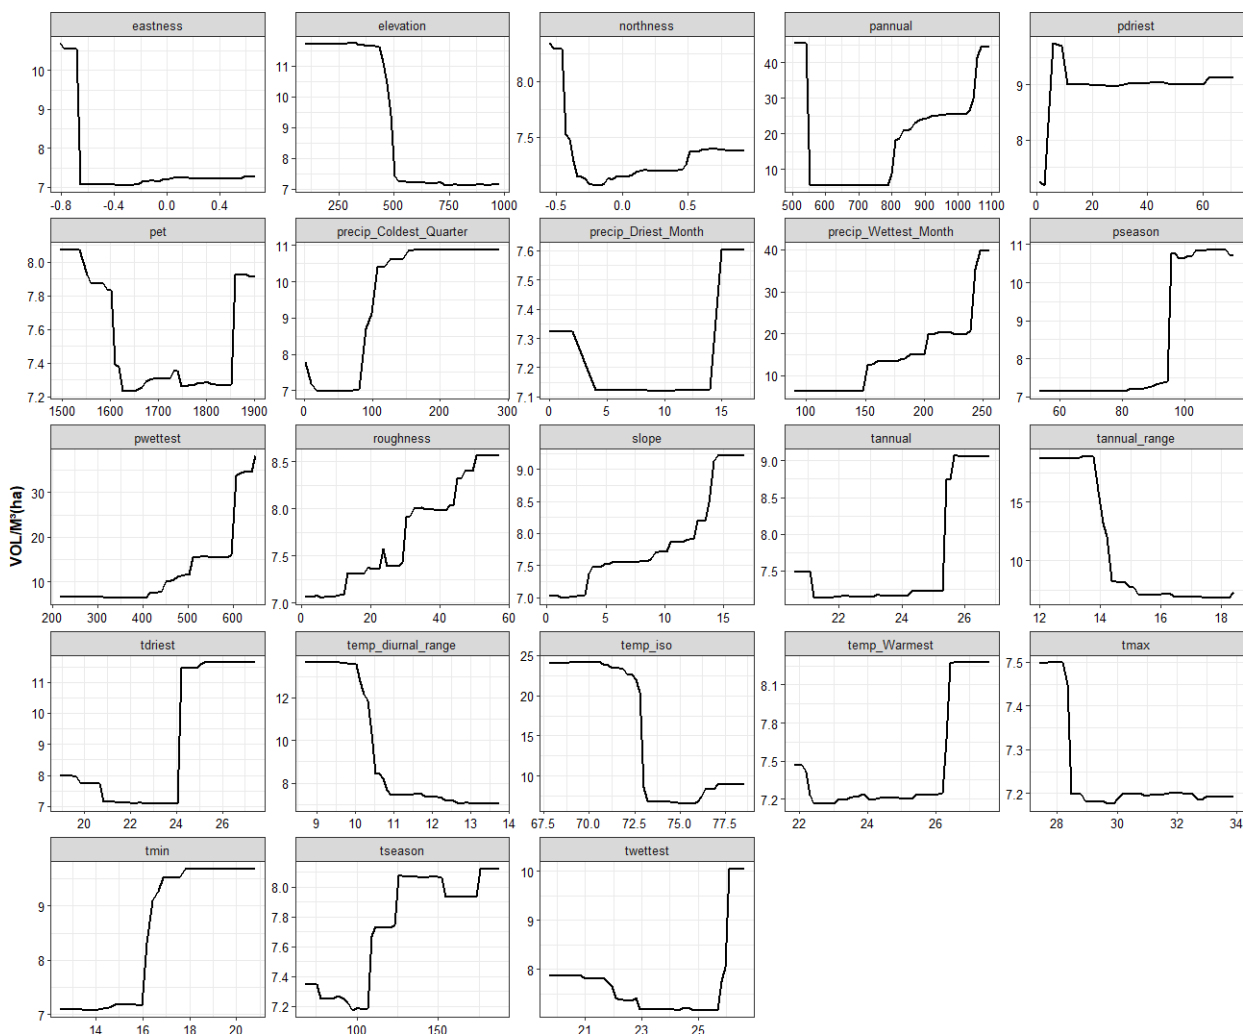 eastness elevation northness pannual pdriest
10 9 8 7
-0.8 -0.4 0.0 0.4
11 10 9 8 7
250 500 750 1000
8.0 7.5
-0.5 0.0 0.5
40 30 20 10
500 600 700 800 900 1000 1100
9 8
0 20 40 60
pet precip_Coldest_Quarter precip_Driest_Month precip_Wettest_Month pseason
8.0 7.8 7.6 7.4 7.2
1500 1600 1700 1800 1900
11 10 9 8 7
0 100 200 300
7.6 7.5 7.4 7.3 7.2 7.1
0 5 10 15
40 30 20 10
100 150 200 250
11 10 9 8 7
60 80 100
pwettest roughness slope tannual tannual_range
VOL/M³(ha)
30 20 10
200 300 400 500 600
8.5 8.0 7.5 7.0
0 20 40 60
9.0 8.5 8.0 7.5 7.0
0 5 10 15
9.0 8.5 8.0 7.5
22 24 26
15 10
12 14 16 18
tdriest temp_diurnal_range temp_iso temp_Warmest tmax
11 10 9 8 7
20 22 24 26
12 10 8
9 10 11 12 13 14
25 20 15 10
67.5 70.0 72.5 75.0 77.5
8.1 7.8 7.5 7.2
22 24 26
7.5 7.4 7.3 7.2
28 30 32 34
tmin tseason twettest
9 8 7
14 16 18 20
8.0 7.8 7.6 7.4 7.2
100 150
10 9 8
21 23 25